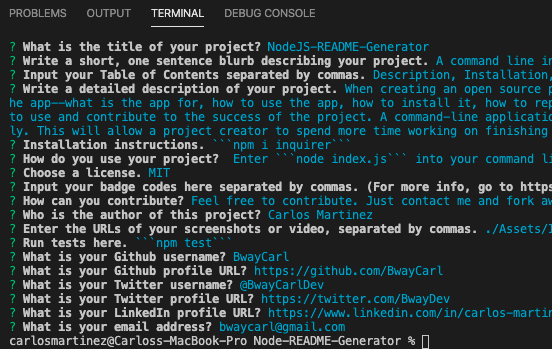 PROBLEMS OUTPUT TERMINAL DEBUG CONSOLE
? What is the title of your project? NodeJS-README-Generator
? Write a short, one sentence blurb describing your project. A command line in
? Input your Table of Contents separated by commas. Description, Installation,
? Write a detailed description of your project. When creating an open source p
he app––what is the app for, how to use the app, how to install it, how to rep
to use and contribute to the success of the project. A command-line applicatio
ly. This will allow a project creator to spend more time working on finishing
? Installation instructions. ```npm i inquirer```
? How do you use your project?  Enter ```node index.js``` into your command li
? Choose a license. MIT
? Input your badge codes here separated by commas. (For more info, go to https
? How can you contribute? Feel free to contribute. Just contact me and fork aw
? Who is the author of this project? Carlos Martinez
? Enter the URLs of your screenshots or video, separated by commas. ./Assets/I
? Run tests here. ```npm test```
? What is your Github username? BwayCarl
? What is your Github profile URL? https://github.com/BwayCarl
? What is your Twitter username? @BwayCarlDev
? What is your Twitter profile URL? https://twitter.com/BwayDev
? What is your LinkedIn profile URL? https://www.linkedin.com/in/carlos-martin
? What is your email address? bwaycarl@gmail.com
carlosmartinez@Carloss-MacBook-Pro Node-README-Generator %